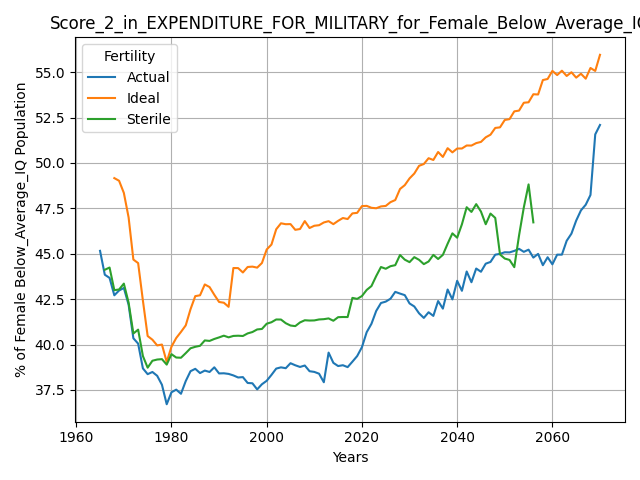 Score_2_in_EXPENDITURE_FOR_MILITARY_for_Female_Below_Average_IQ
Fertility
Actual
Ideal
Sterile
% of Female Below_Average_IQ Population
55.0
52.5
50.0
47.5
45.0
42.5
40.0
37.5
1960 1980 2000 2020 2040 2060
Years